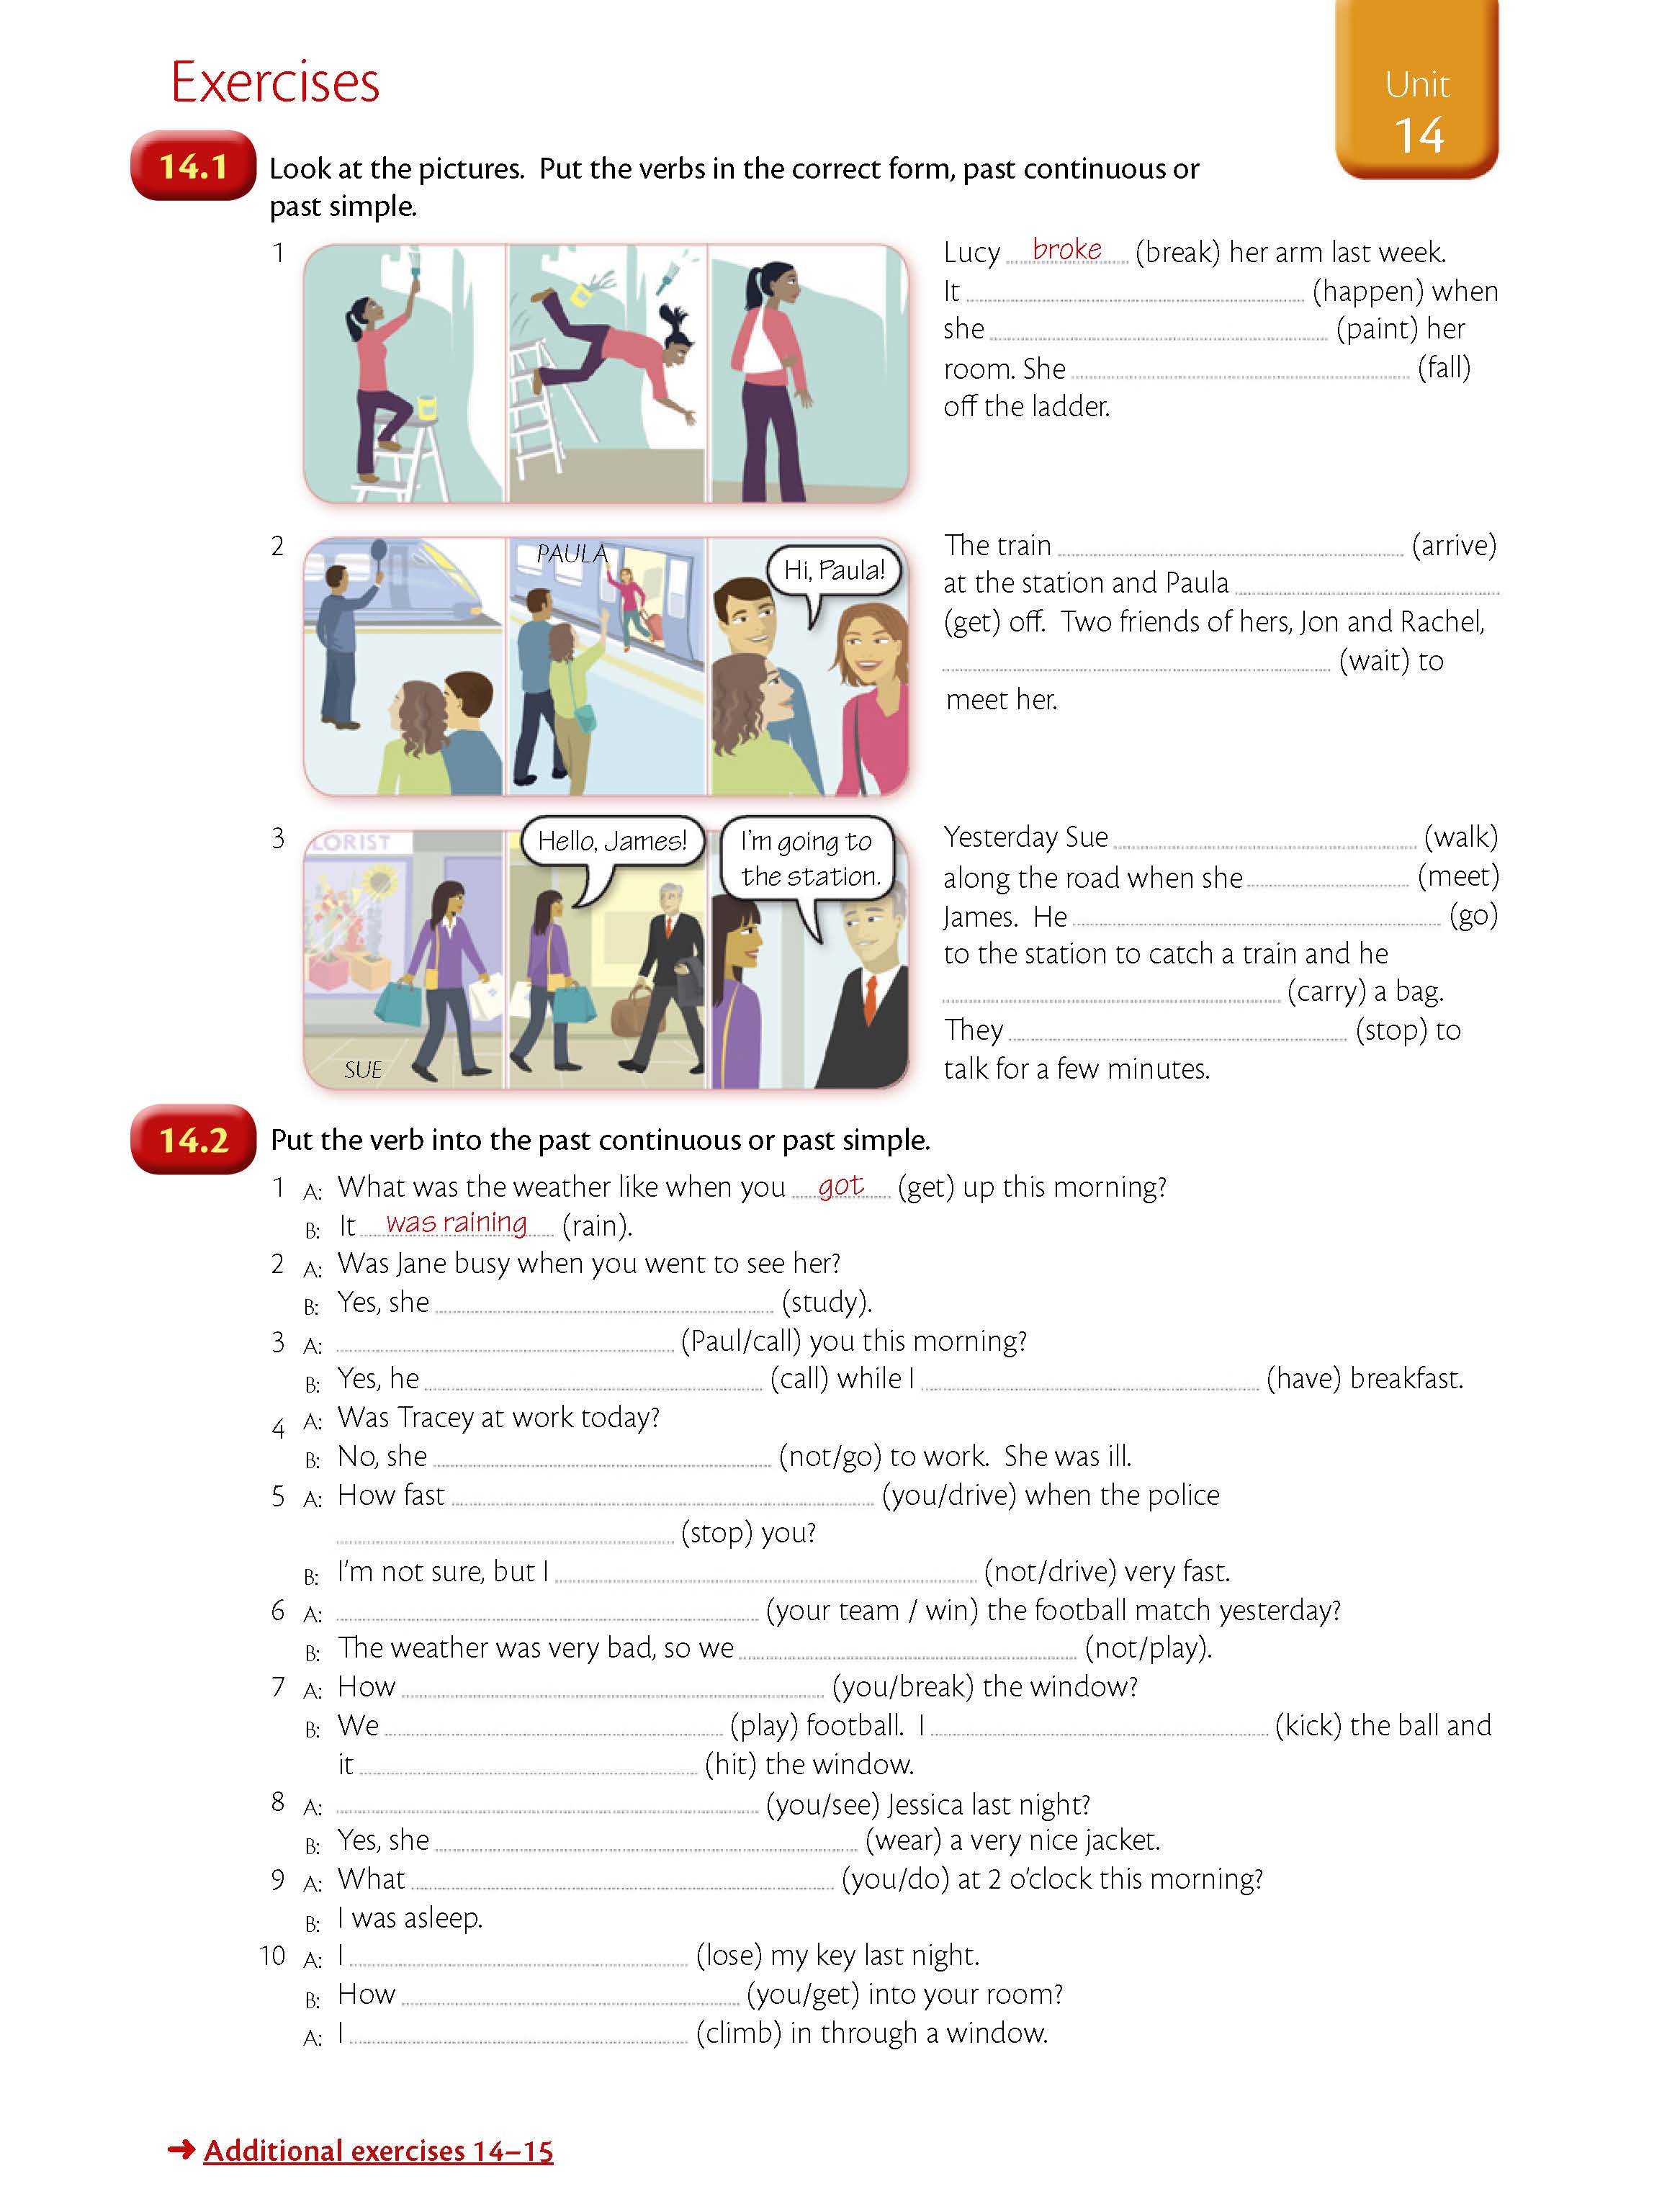 Exercises
Unit
14
14.1 Look at the pictures. Put the verbs in the correct form, past continuous or
past simple.
1
Lucy broke (break) her arm last week.
It (happen) when
she (paint) her
room. She (fall)
off the ladder.
2
PAULA
Hi, Paula!
The train (arrive)
at the station and Paula
(get) off. Two friends of hers, Jon and Rachel,
(wait) to
meet her.
3
LORIST
Hello, James!
I'm going to
the station.
SUE
Yesterday Sue (walk)
along the road when she (meet)
James. He (go)
to the station to catch a train and he
(carry) a bag.
They (stop) to
talk for a few minutes.
14.2 Put the verb into the past continuous or past simple.
1 A: What was the weather like when you got (get) up this morning?
B: It was raining (rain).
2 A: Was Jane busy when you went to see her?
B: Yes, she (study).
3 A: (Paul/call) you this morning?
B: Yes, he (call) while I (have) breakfast.
4 A: Was Tracey at work today?
B: No, she (not/go) to work. She was ill.
5 A: How fast (you/drive) when the police
(stop) you?
B: I'm not sure, but I (not/drive) very fast.
6 A: (your team / win) the football match yesterday?
B: The weather was very bad, so we (not/play).
7 A: How (you/break) the window?
B: We (play) football. I (kick) the ball and
it (hit) the window.
8 A: (you/see) Jessica last night?
B: Yes, she (wear) a very nice jacket.
9 A: What (you/do) at 2 o'clock this morning?
B: I was asleep.
10 A: I (lose) my key last night.
B: How (you/get) into your room?
A: I (climb) in through a window.
➜ Additional exercises 14–15